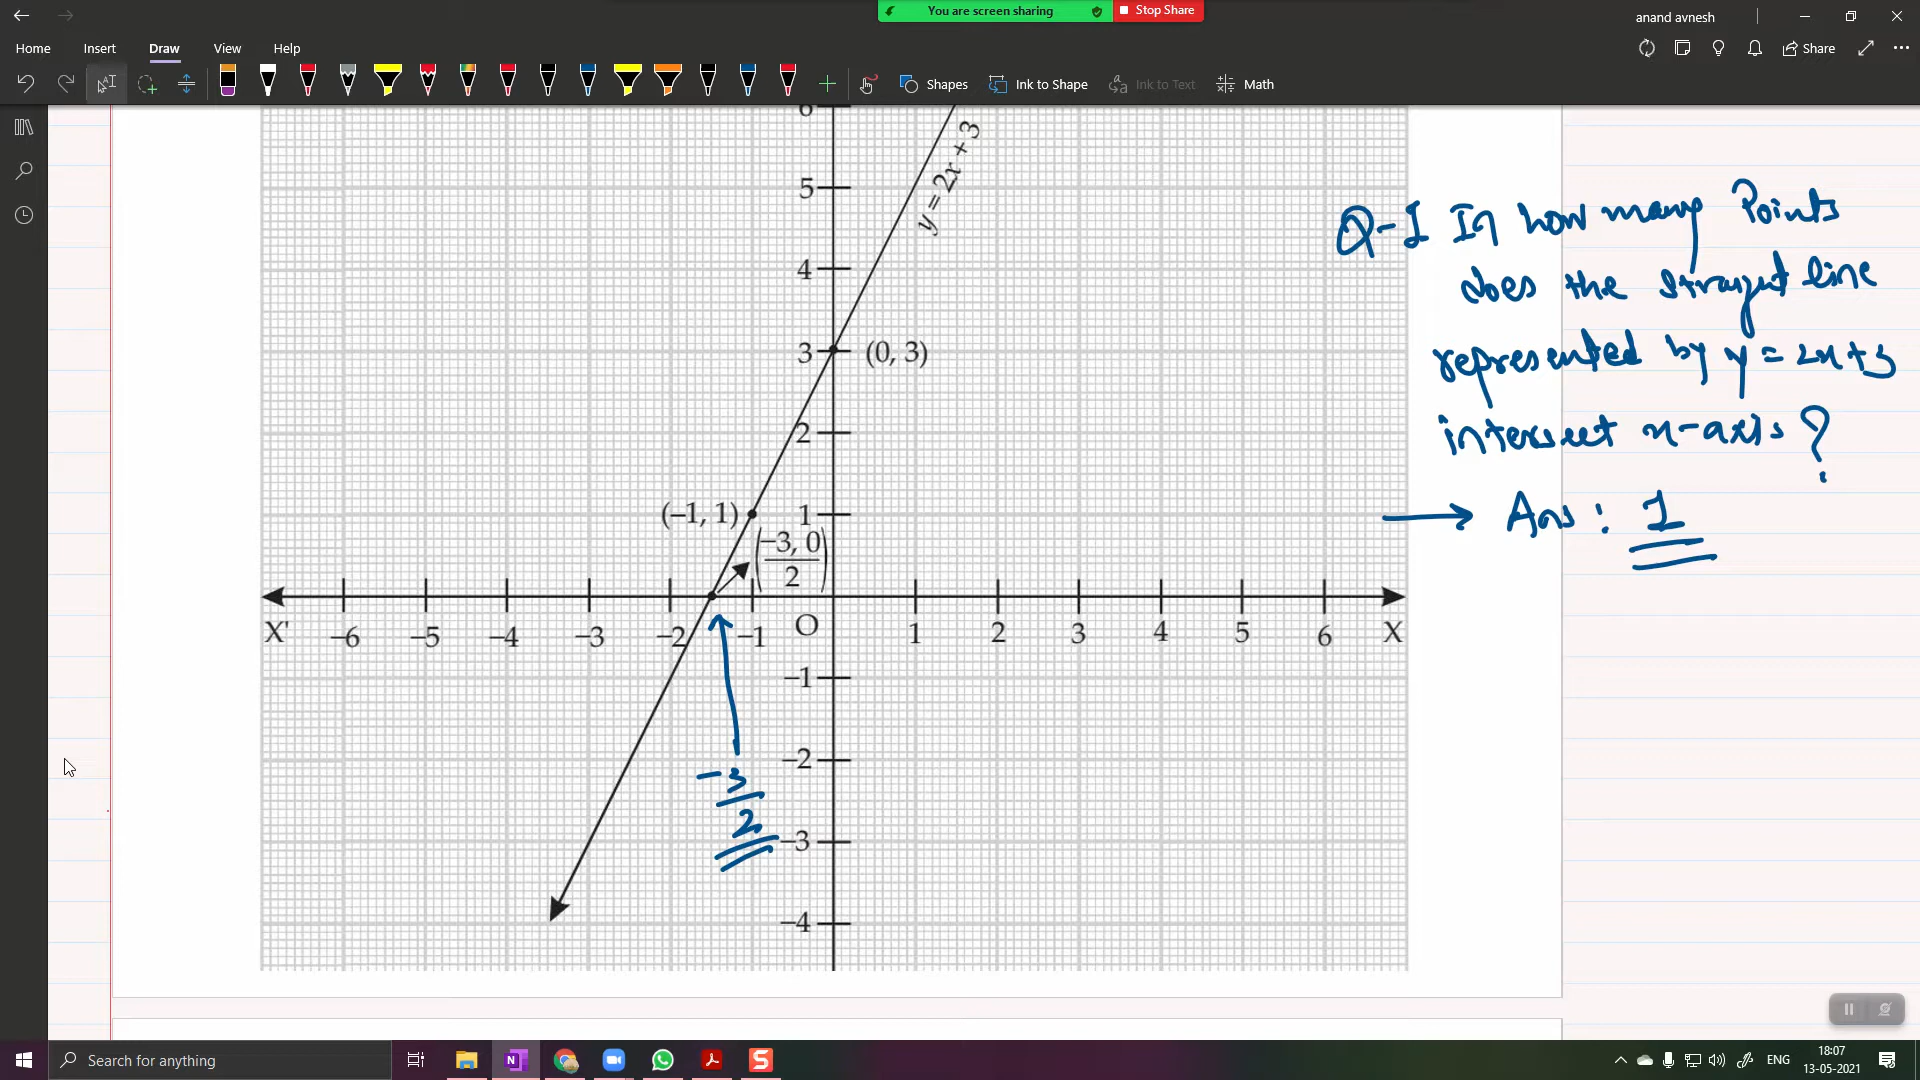 You are screen sharing
Stop Share
anand avnesh
Home Insert Draw View Help
Share
Shapes
Ink to Shape
Ink to Text
Math
6
y = 2x + 3
5
4
3 (0, 3)
2
(−1, 1) 1
(−3, 0
2)
X' −6 −5 −4 −3 −2 −1 O 1 2 3 4 5 6 X
−1
−2
−3
−4
-3
2
Q-1 In how many Points
does the straight line
represented by y = 2x+3
intersect x-axis ?
→ Ans : 1
Search for anything
ENG
18:07
13-05-2021